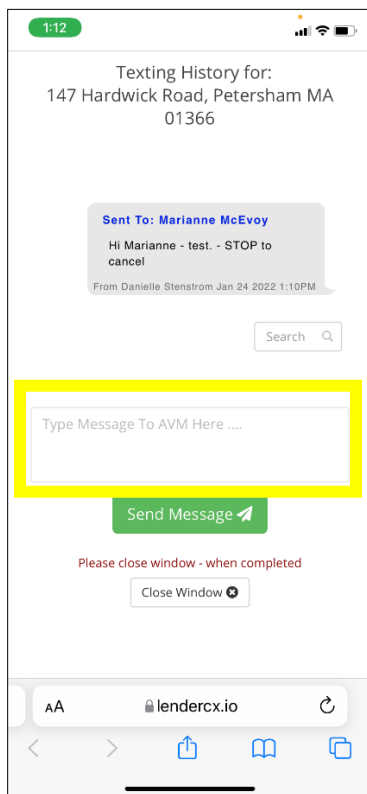 1:12
Texting History for:
147 Hardwick Road, Petersham MA
01366
Sent To: Marianne McEvoy
Hi Marianne - test. - STOP to
cancel
From Danielle Stenstrom Jan 24 2022 1:10PM
Search
Type Message To AVM Here ....
Send Message
Please close window - when completed
Close Window
AA lendercx.io